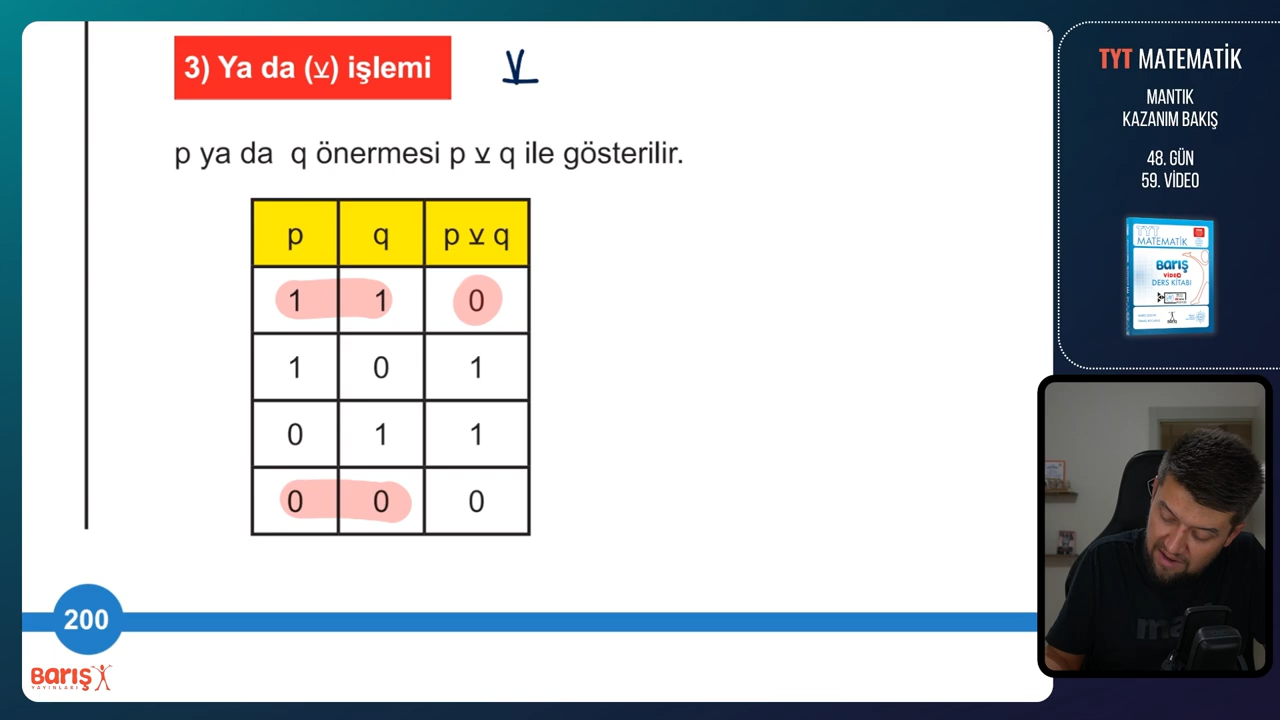 3) Ya da (⊻) işlemi ⊻
p ya da q önermesi p ⊻ q ile gösterilir.
p q p ⊻ q
1 1 0
1 0 1
0 1 1
0 0 0
200
BARIŞ
YAYINLARI
TYT MATEMATİK
MANTIK
KAZANIM BAKIŞ
48. GÜN
59. VİDEO
TYT
MATEMATİK
BARIŞ
VİDEO
DERS KİTABI